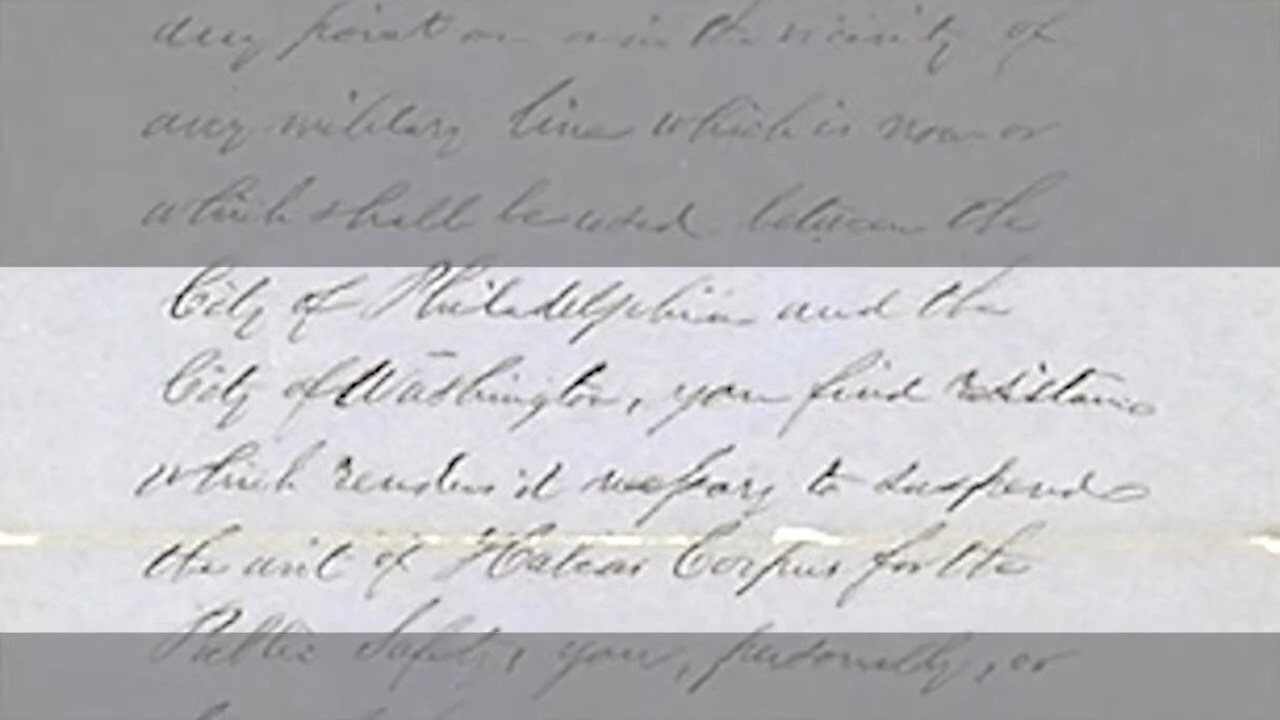 any point on or in the vicinity of
any military line which is now or
which shall be used between the
City of Philadelphia and the
City of Washington, you find resistance
which renders it necessary to suspend
the writ of Habeas Corpus for the
Public Safety, you, personally, or